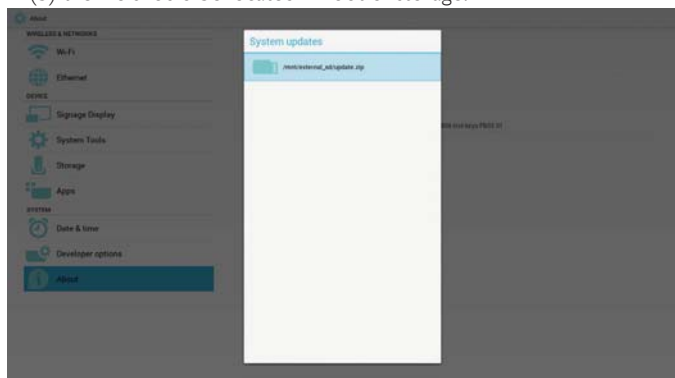 About
WIRELESS & NETWORKS
Wi-Fi
Ethernet
DEVICE
Signage Display
System Tools
Storage
Apps
SYSTEM
Date & time
Developer options
About
System updates
/mnt/external_sd/update.zip